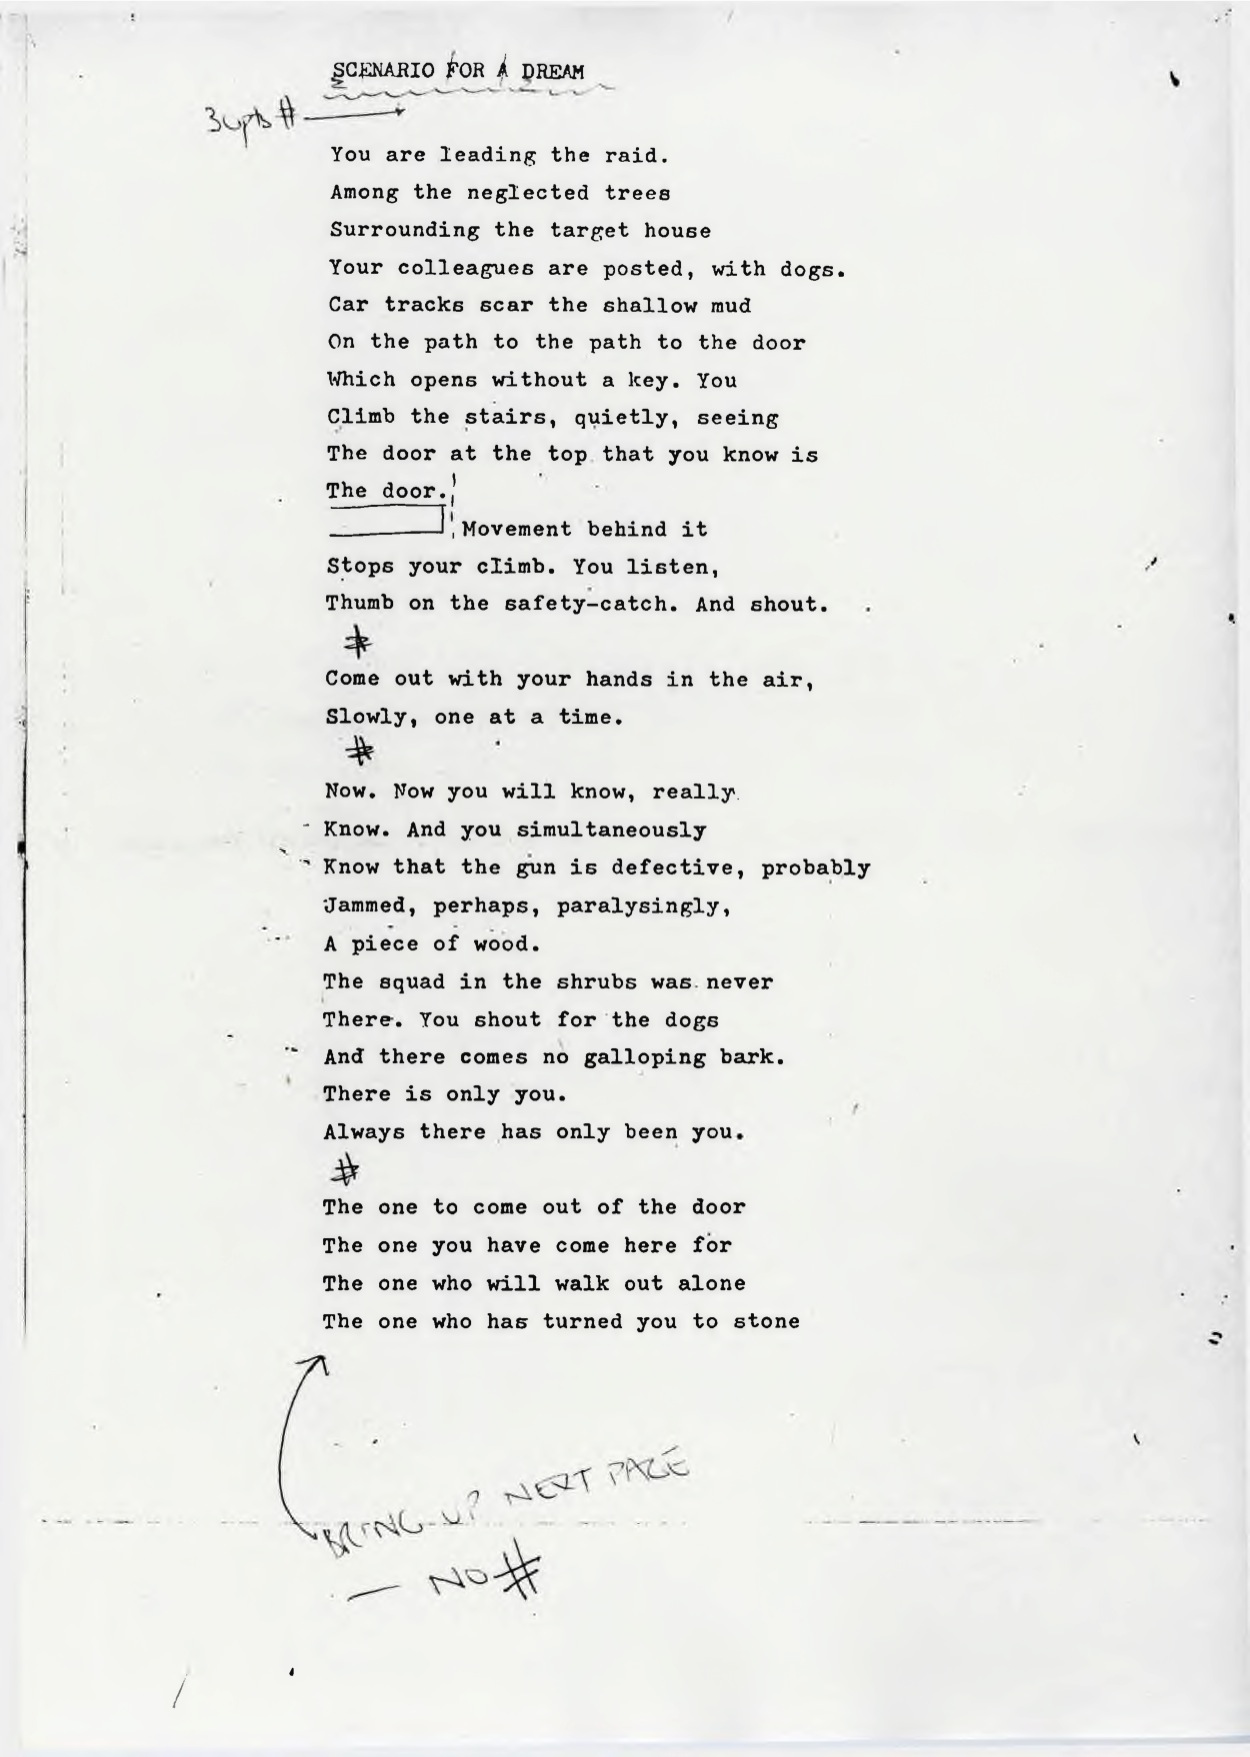 SCENARIO FOR A DREAM
36pts #
You are leading the raid.
Among the neglected trees
Surrounding the target house
Your colleagues are posted, with dogs.
Car tracks scar the shallow mud
On the path to the path to the door
Which opens without a key. You
Climb the stairs, quietly, seeing
The door at the top that you know is
The door.
Movement behind it
Stops your climb. You listen,
Thumb on the safety-catch. And shout.
#
Come out with your hands in the air,
Slowly, one at a time.
#
Now. Now you will know, really
Know. And you simultaneously
Know that the gun is defective, probably
Jammed, perhaps, paralysingly,
A piece of wood.
The squad in the shrubs was never
There. You shout for the dogs
And there comes no galloping bark.
There is only you.
Always there has only been you.
#
The one to come out of the door
The one you have come here for
The one who will walk out alone
The one who has turned you to stone
BRING UP NEXT PAGE
— NO #